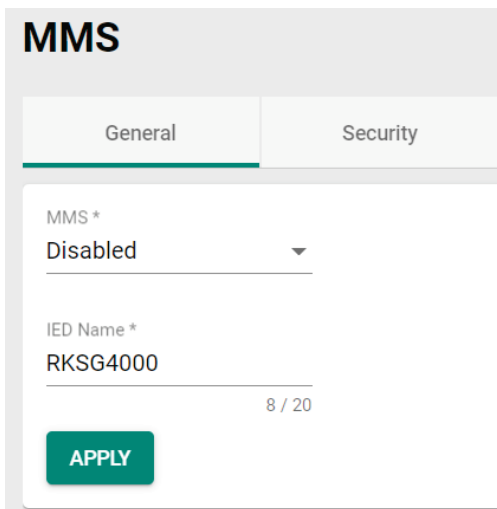 MMS
General Security
MMS *
Disabled
IED Name *
RKSG4000
8 / 20
APPLY